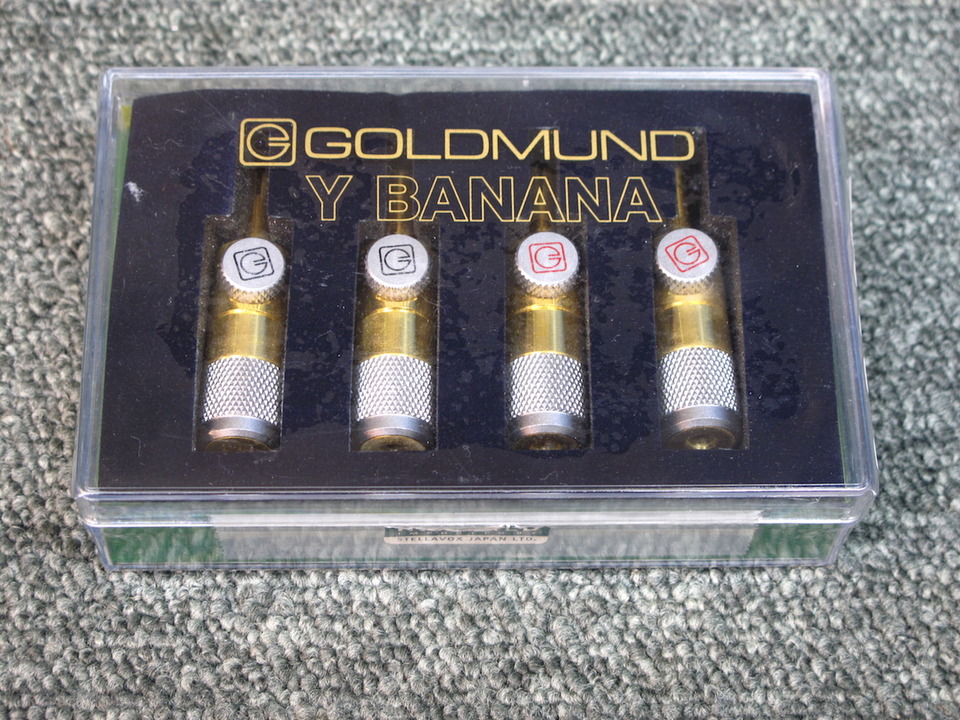 GOLDMUND
Y BANANA
STELLAVOX JAPAN LTD.